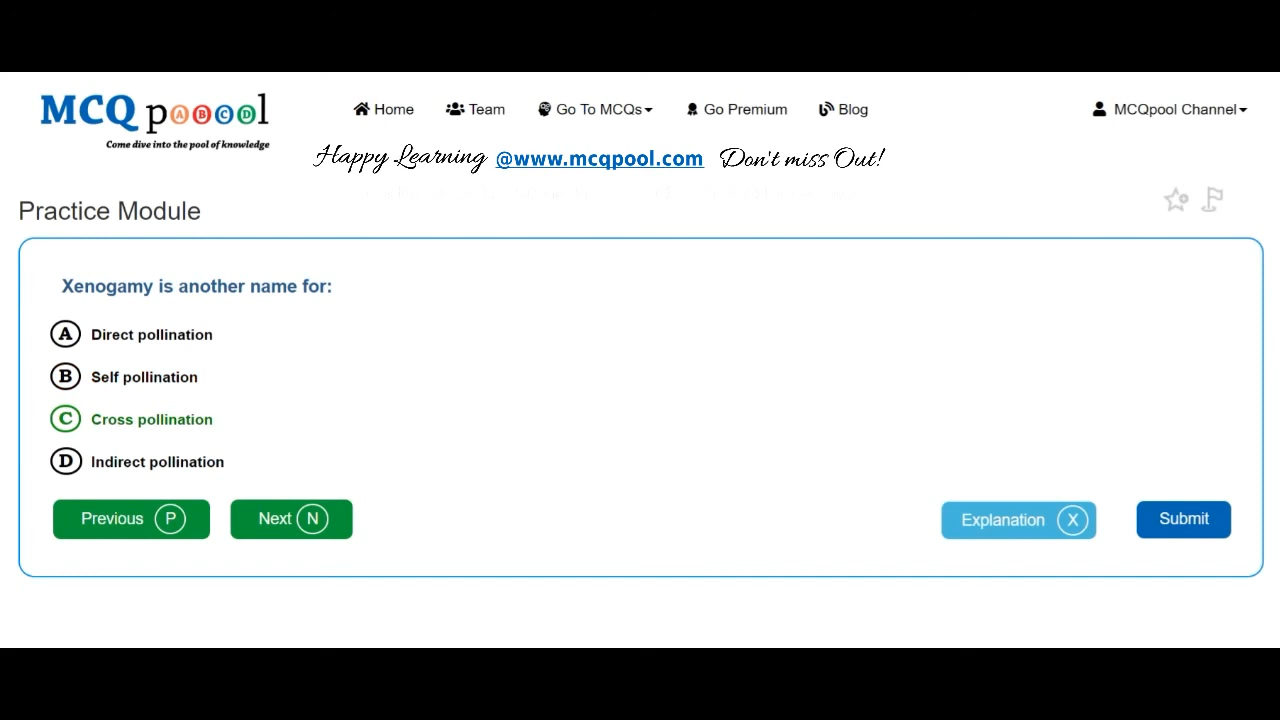 MCQ pooool
Come dive into the pool of knowledge
Home Team Go To MCQs Go Premium Blog MCQpool Channel
Happy Learning @www.mcqpool.com Don't miss Out!
Practice Module
Xenogamy is another name for:
A Direct pollination
B Self pollination
C Cross pollination
D Indirect pollination
Previous P Next N Explanation X Submit